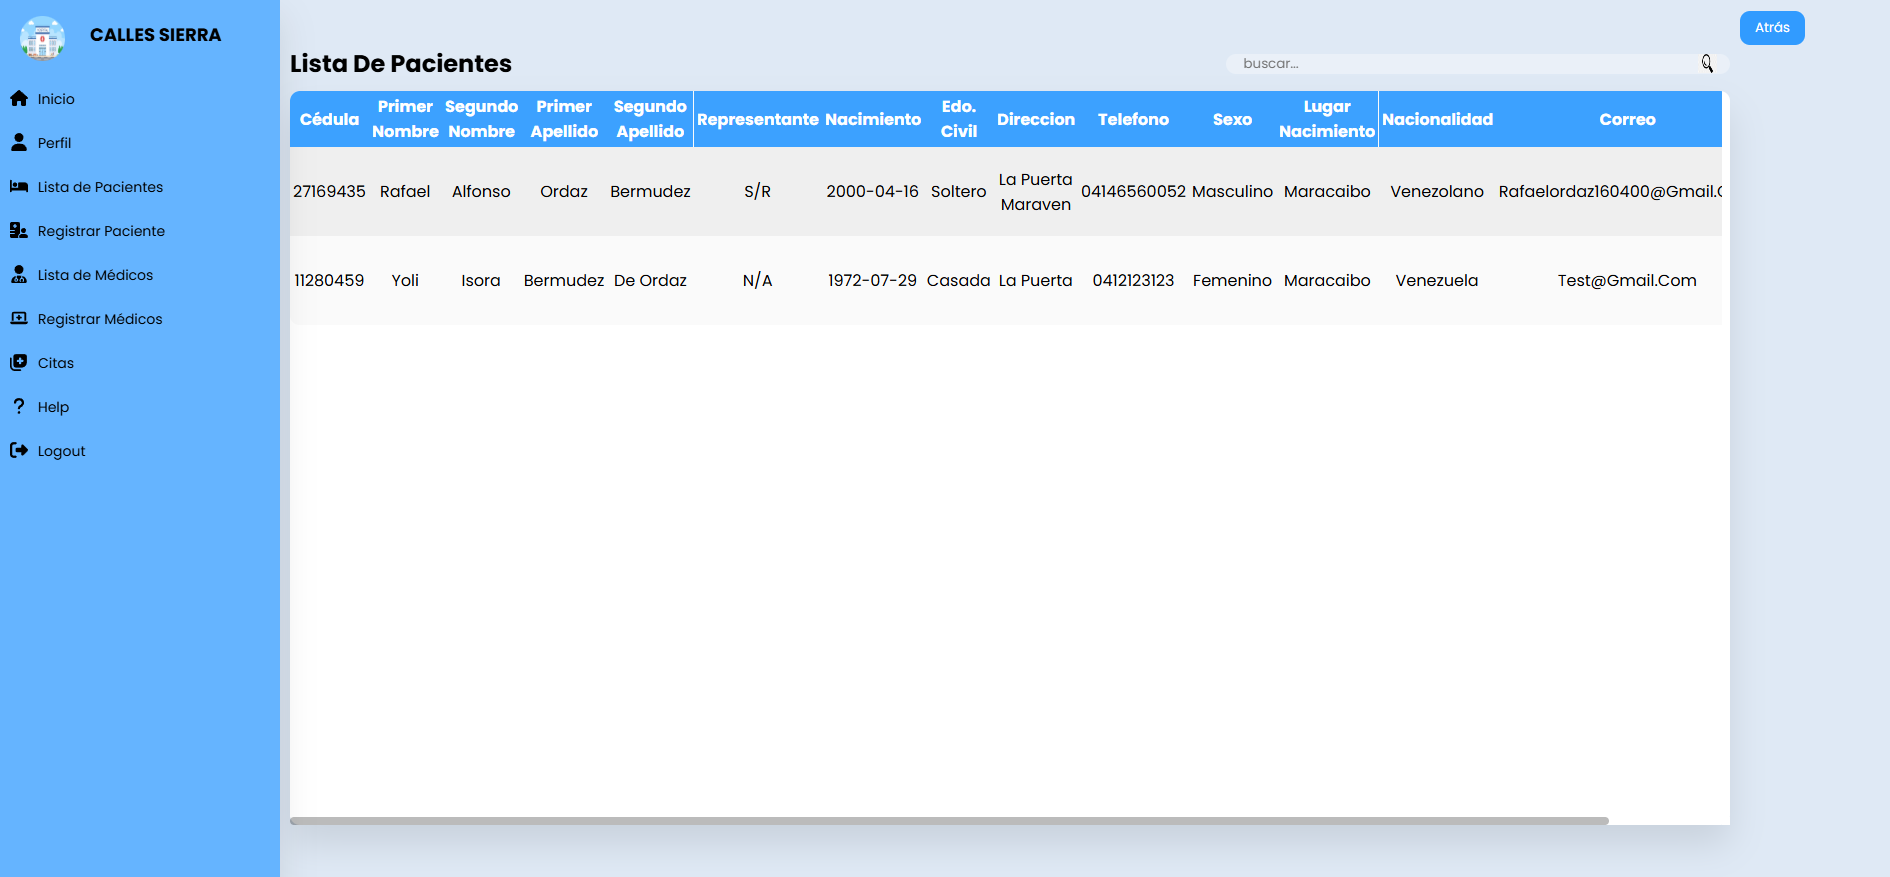 CALLES SIERRA
Inicio
Perfil
Lista de Pacientes
Registrar Paciente
Lista de Médicos
Registrar Médicos
Citas
Help
Logout
Atrás
Lista De Pacientes
buscar...
Cédula Primer Nombre Segundo Nombre Primer Apellido Segundo Apellido Representante Nacimiento Edo. Civil Direccion Telefono Sexo Lugar Nacimiento Nacionalidad Correo
27169435 Rafael Alfonso Ordaz Bermudez S/R 2000-04-16 Soltero La Puerta Maraven 04146560052 Masculino Maracaibo Venezolano Rafaelordaz160400@Gmail.
11280459 Yoli Isora Bermudez De Ordaz N/A 1972-07-29 Casada La Puerta 0412123123 Femenino Maracaibo Venezuela Test@Gmail.Com